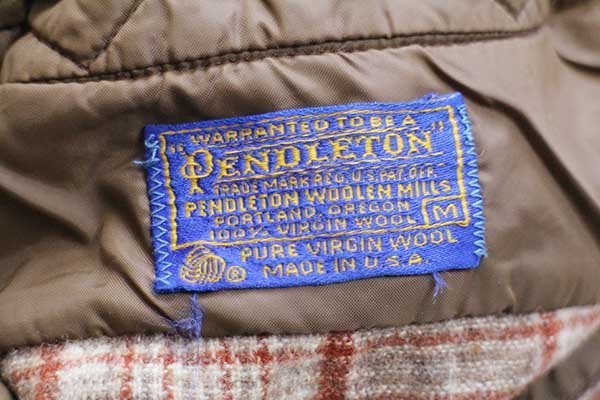 "WARRANTED TO BE A
PENDLETON"
TRADE MARK REG. U.S. PAT. OFF.
PENDLETON WOOLEN MILLS
PORTLAND, OREGON
100% VIRGIN WOOL M
PURE VIRGIN WOOL
® MADE IN U.S.A.